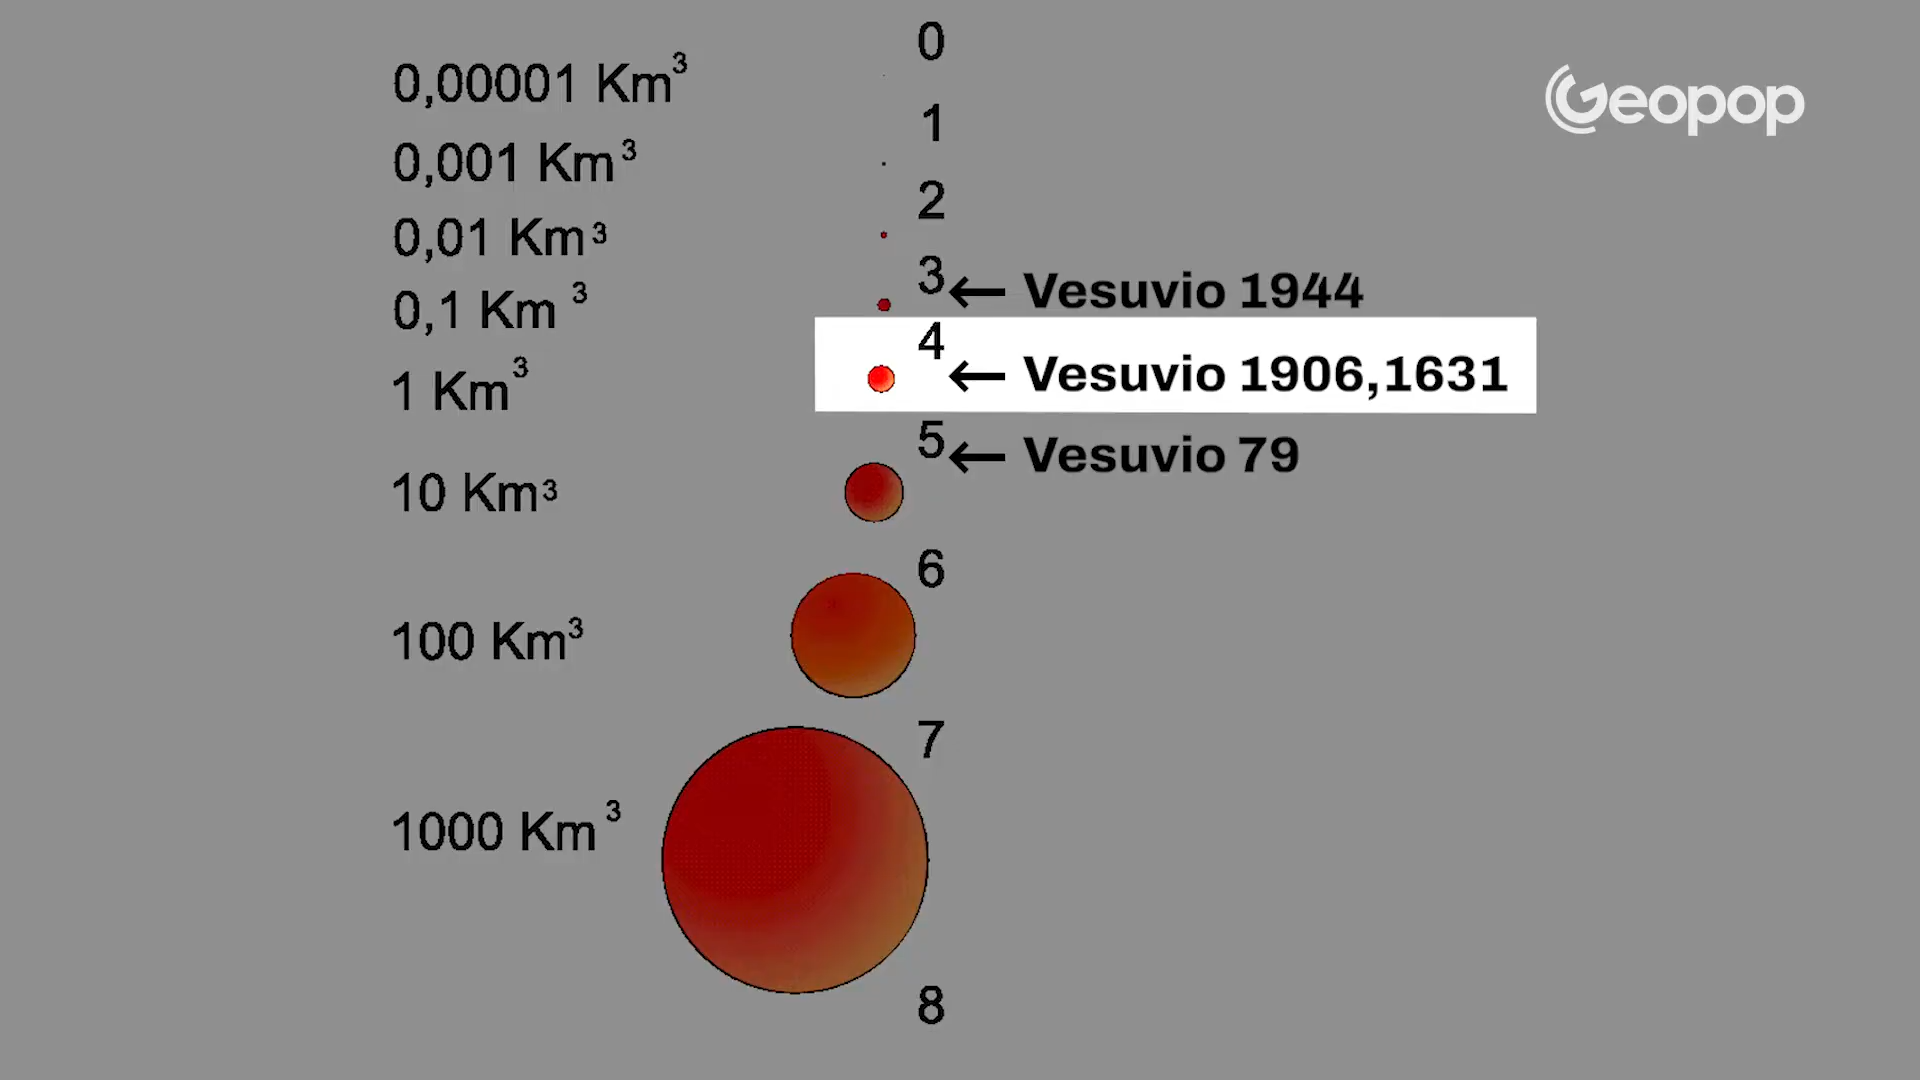 0
0,00001 Km³
Geopop
1
0,001 Km³
2
0,01 Km³
3 ← Vesuvio 1944
0,1 Km³
4
1 Km³
← Vesuvio 1906,1631
5 ← Vesuvio 79
10 Km³
6
100 Km³
7
1000 Km³
8